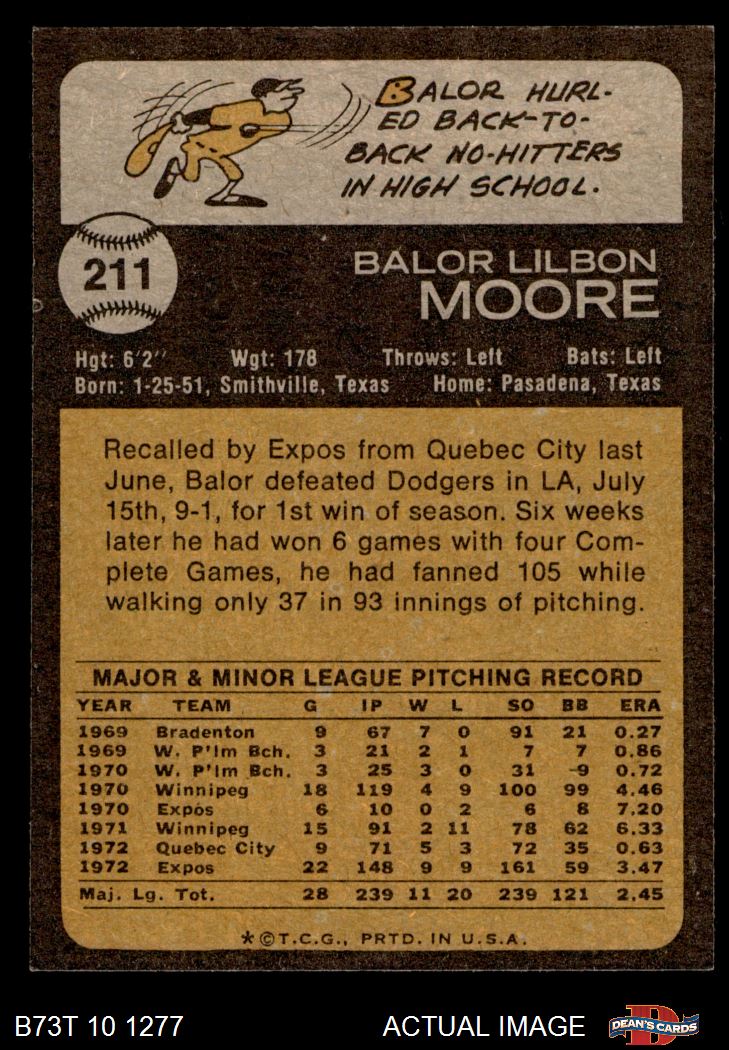 BALOR HURL-
ED BACK-TO-
BACK NO-HITTERS
IN HIGH SCHOOL.
211
BALOR LILBON
MOORE
Hgt: 6'2" Wgt: 178 Throws: Left Bats: Left
Born: 1-25-51, Smithville, Texas Home: Pasadena, Texas
Recalled by Expos from Quebec City last
June, Balor defeated Dodgers in LA, July
15th, 9-1, for 1st win of season. Six weeks
later he had won 6 games with four Com-
plete Games, he had fanned 105 while
walking only 37 in 93 innings of pitching.
MAJOR & MINOR LEAGUE PITCHING RECORD
YEAR TEAM G IP W L SO BB ERA
1969 Bradenton 9 67 7 0 91 21 0.27
1969 W. P'lm Bch. 3 21 2 1 7 7 0.86
1970 W. P'lm Bch. 3 25 3 0 31 9 0.72
1970 Winnipeg 18 119 4 9 100 99 4.46
1970 Expos 6 10 0 2 6 8 7.20
1971 Winnipeg 15 91 2 11 78 62 6.33
1972 Quebec City 9 71 5 3 72 35 0.63
1972 Expos 22 148 9 9 161 59 3.47
Maj. Lg. Tot. 28 239 11 20 239 121 2.45
*©T.C.G., PRTD. IN U.S.A.
B73T 10 1277 ACTUAL IMAGE D DEAN'S CARDS